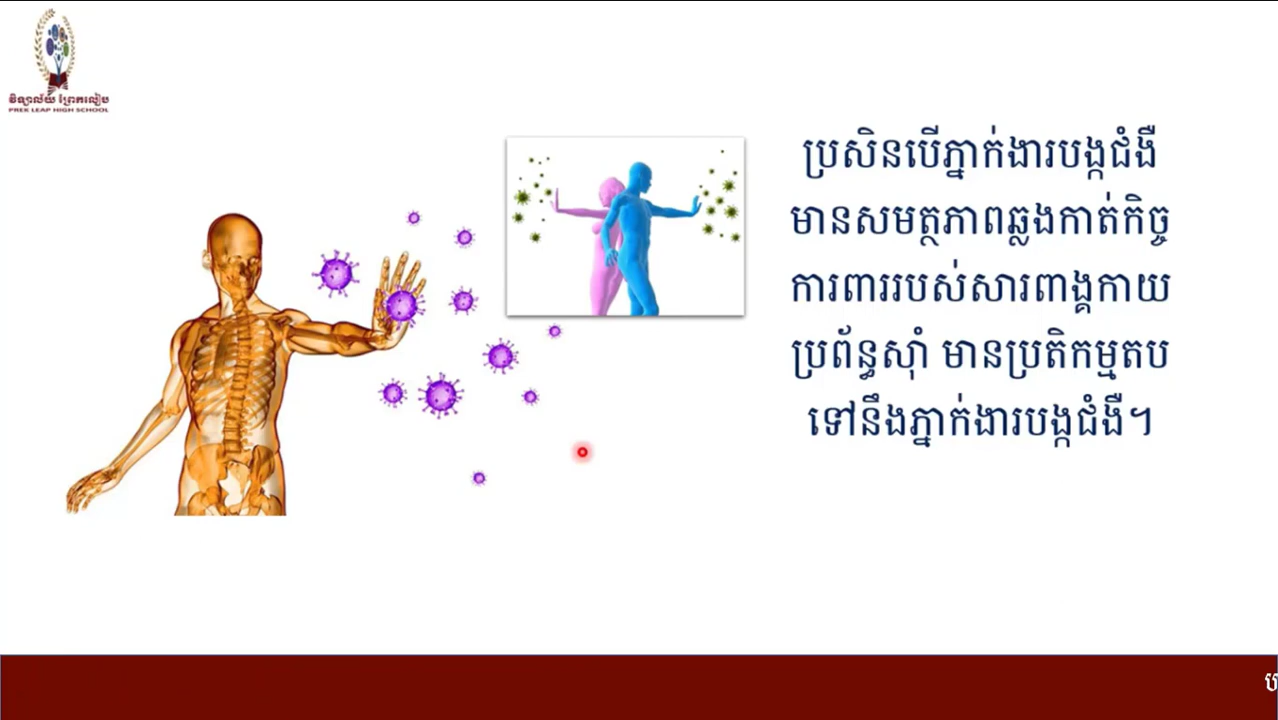 វិទ្យាល័យ ព្រែកលៀប
PREK LEAP HIGH SCHOOL
ប្រសិនបើភ្នាក់ងារបង្កជំងឺ
មានសមត្ថភាពឆ្លងកាត់កិច្ច
ការពាររបស់សារពាង្គកាយ
ប្រព័ន្ធស៊ាំ មានប្រតិកម្មតប
ទៅនឹងភ្នាក់ងារបង្កជំងឺ។